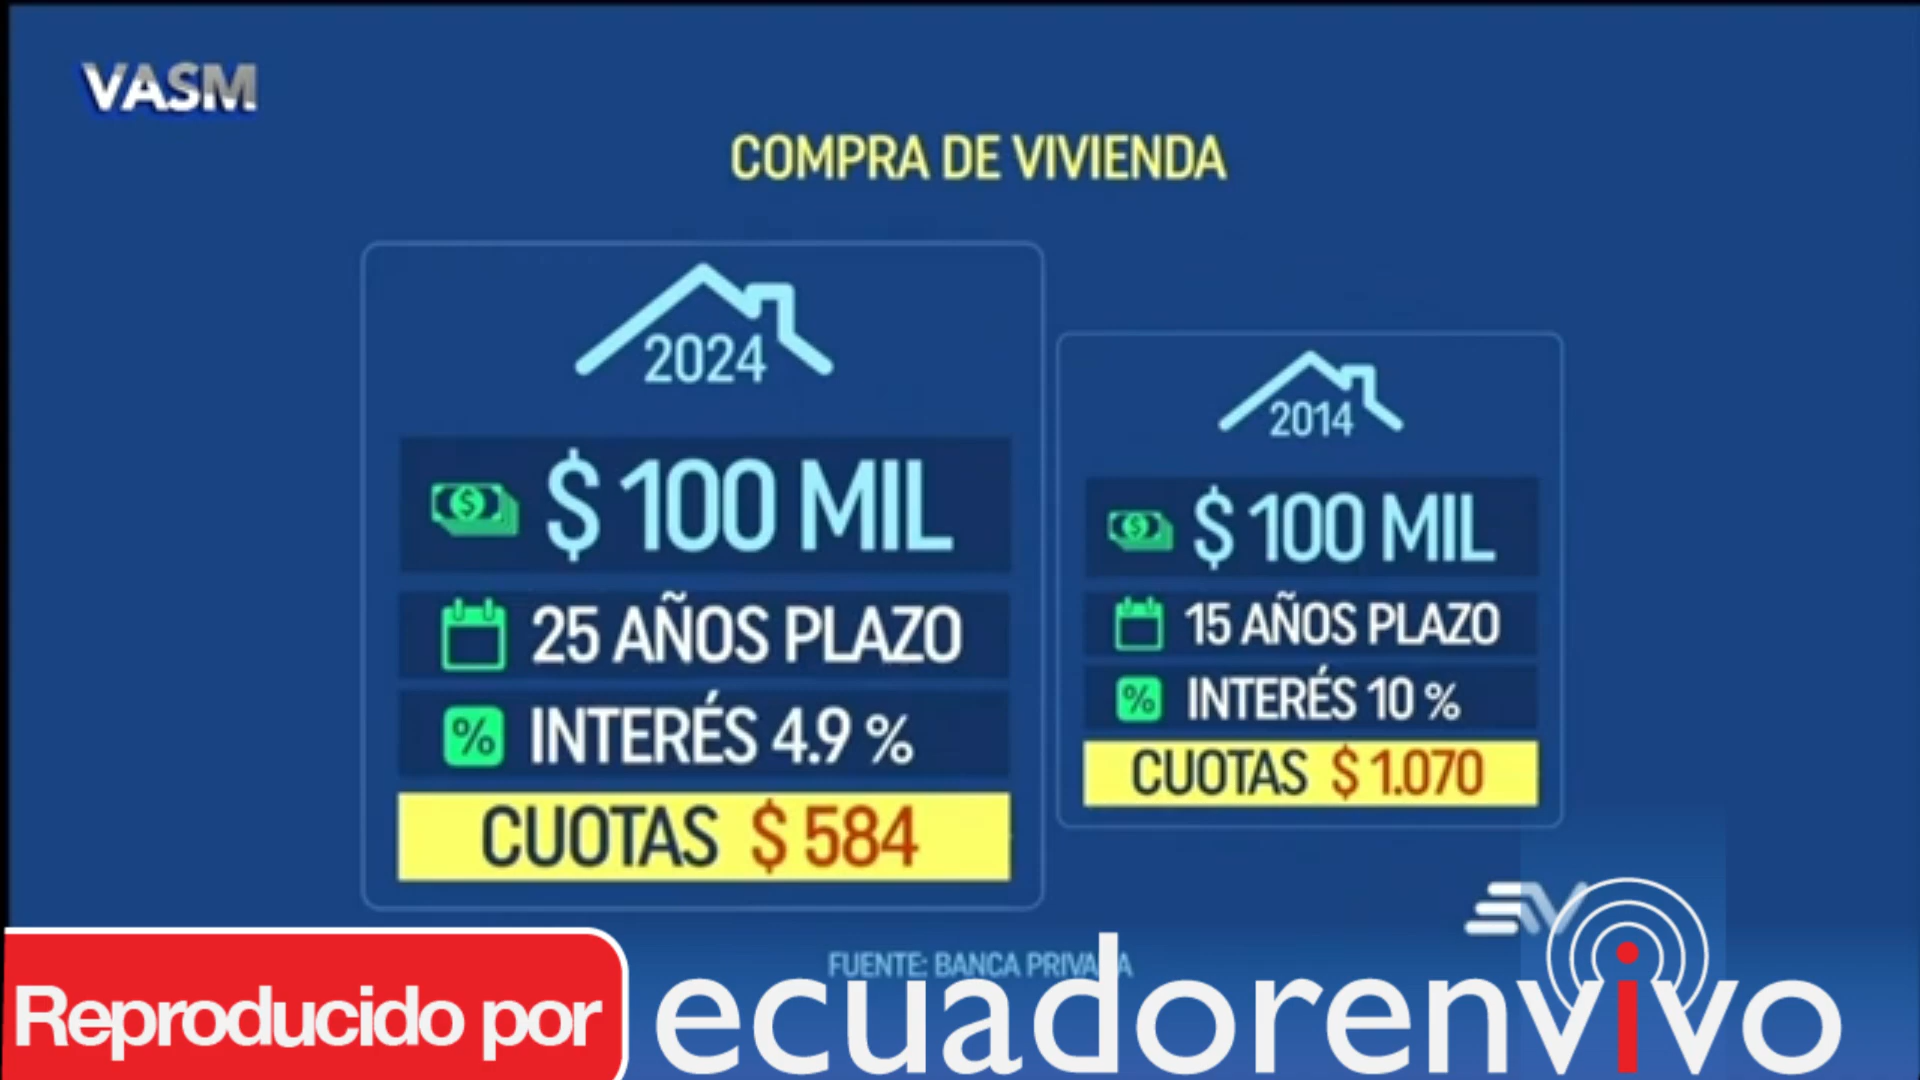 VASM
COMPRA DE VIVIENDA
2024
$ 100 MIL
25 AÑOS PLAZO
% INTERÉS 4.9 %
CUOTAS $ 584
2014
$ 100 MIL
15 AÑOS PLAZO
% INTERÉS 10 %
CUOTAS $ 1.070
FUENTE: BANCA PRIVADA
Reproducido por ecuadorenvivo